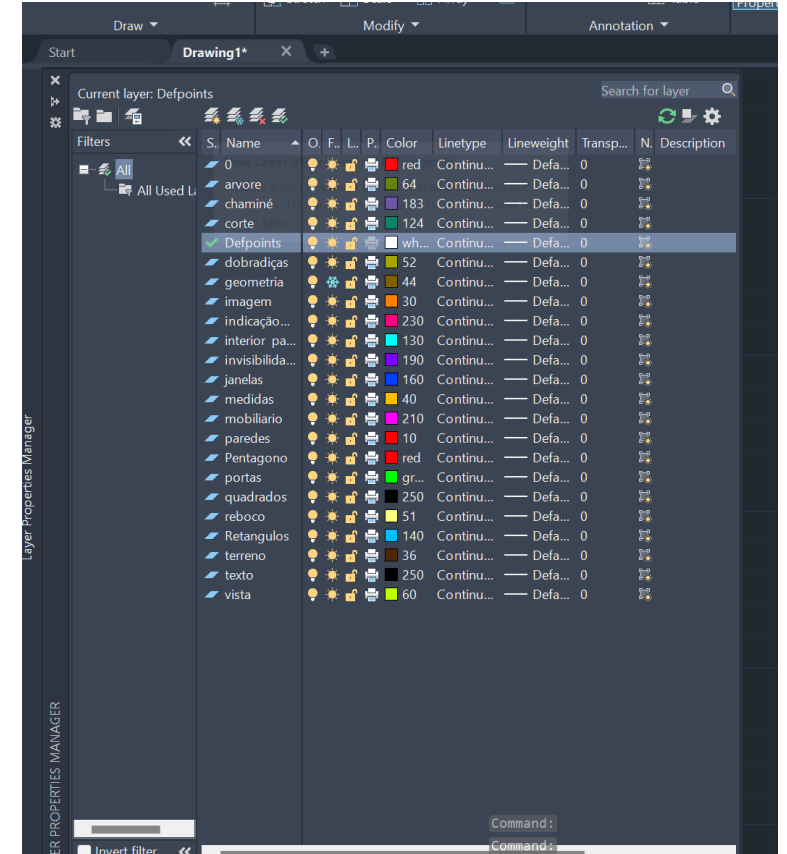 Stretch Scale Array Table Properti
Draw Modify Annotation
Start Drawing1* +
Current layer: Defpoints
Search for layer
Filters
All
All Used La
S.. Name O. F.. L.. P.. Color Linetype Lineweight Transp... N. Description
0 red Continu... Defa... 0
arvore 64 Continu... Defa... 0
chaminé 183 Continu... Defa... 0
corte 124 Continu... Defa... 0
Defpoints wh... Continu... Defa... 0
dobradiças 52 Continu... Defa... 0
geometria 44 Continu... Defa... 0
imagem 30 Continu... Defa... 0
indicação... 230 Continu... Defa... 0
interior pa... 130 Continu... Defa... 0
invisibilida... 190 Continu... Defa... 0
janelas 160 Continu... Defa... 0
medidas 40 Continu... Defa... 0
mobiliario 210 Continu... Defa... 0
paredes 10 Continu... Defa... 0
Pentagono red Continu... Defa... 0
portas gr... Continu... Defa... 0
quadrados 250 Continu... Defa... 0
reboco 51 Continu... Defa... 0
Retangulos 140 Continu... Defa... 0
terreno 36 Continu... Defa... 0
texto 250 Continu... Defa... 0
vista 60 Continu... Defa... 0
Layer Properties Manager
ER PROPERTIES MANAGER
Invert filter
Command:
Command: